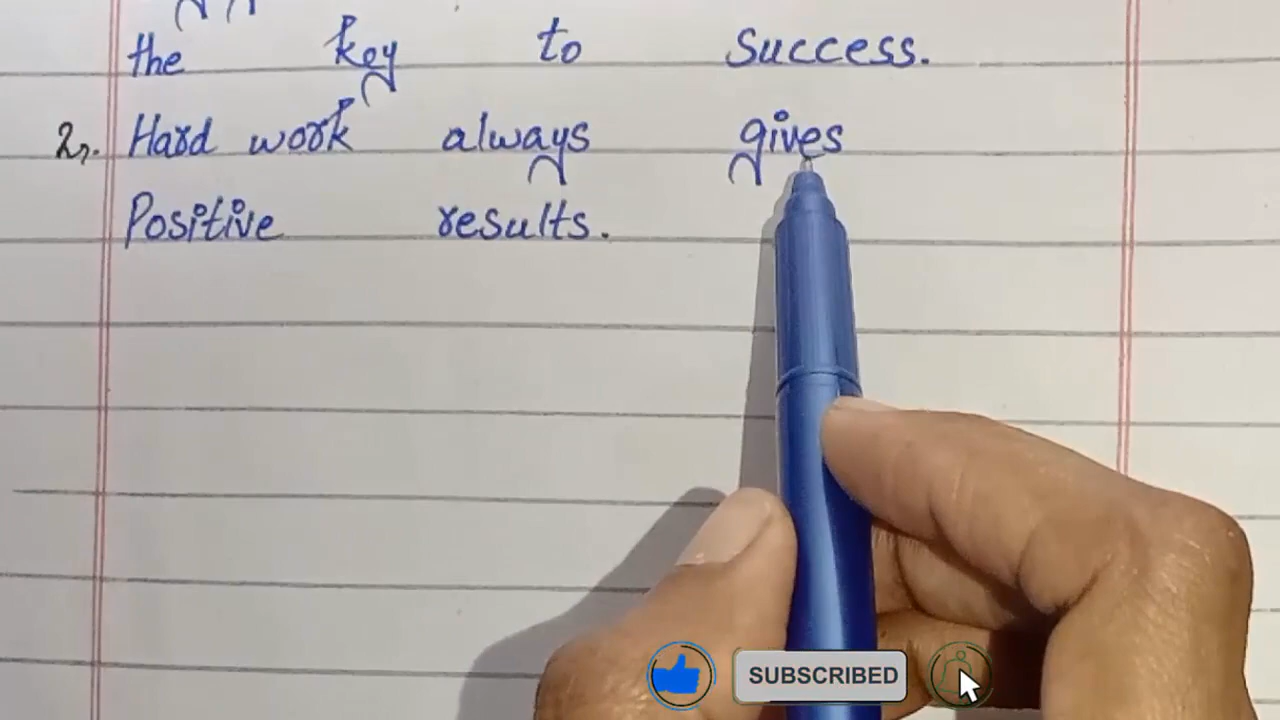 the key to Success.
2. Hard work always gives
Positive results.
SUBSCRIBED